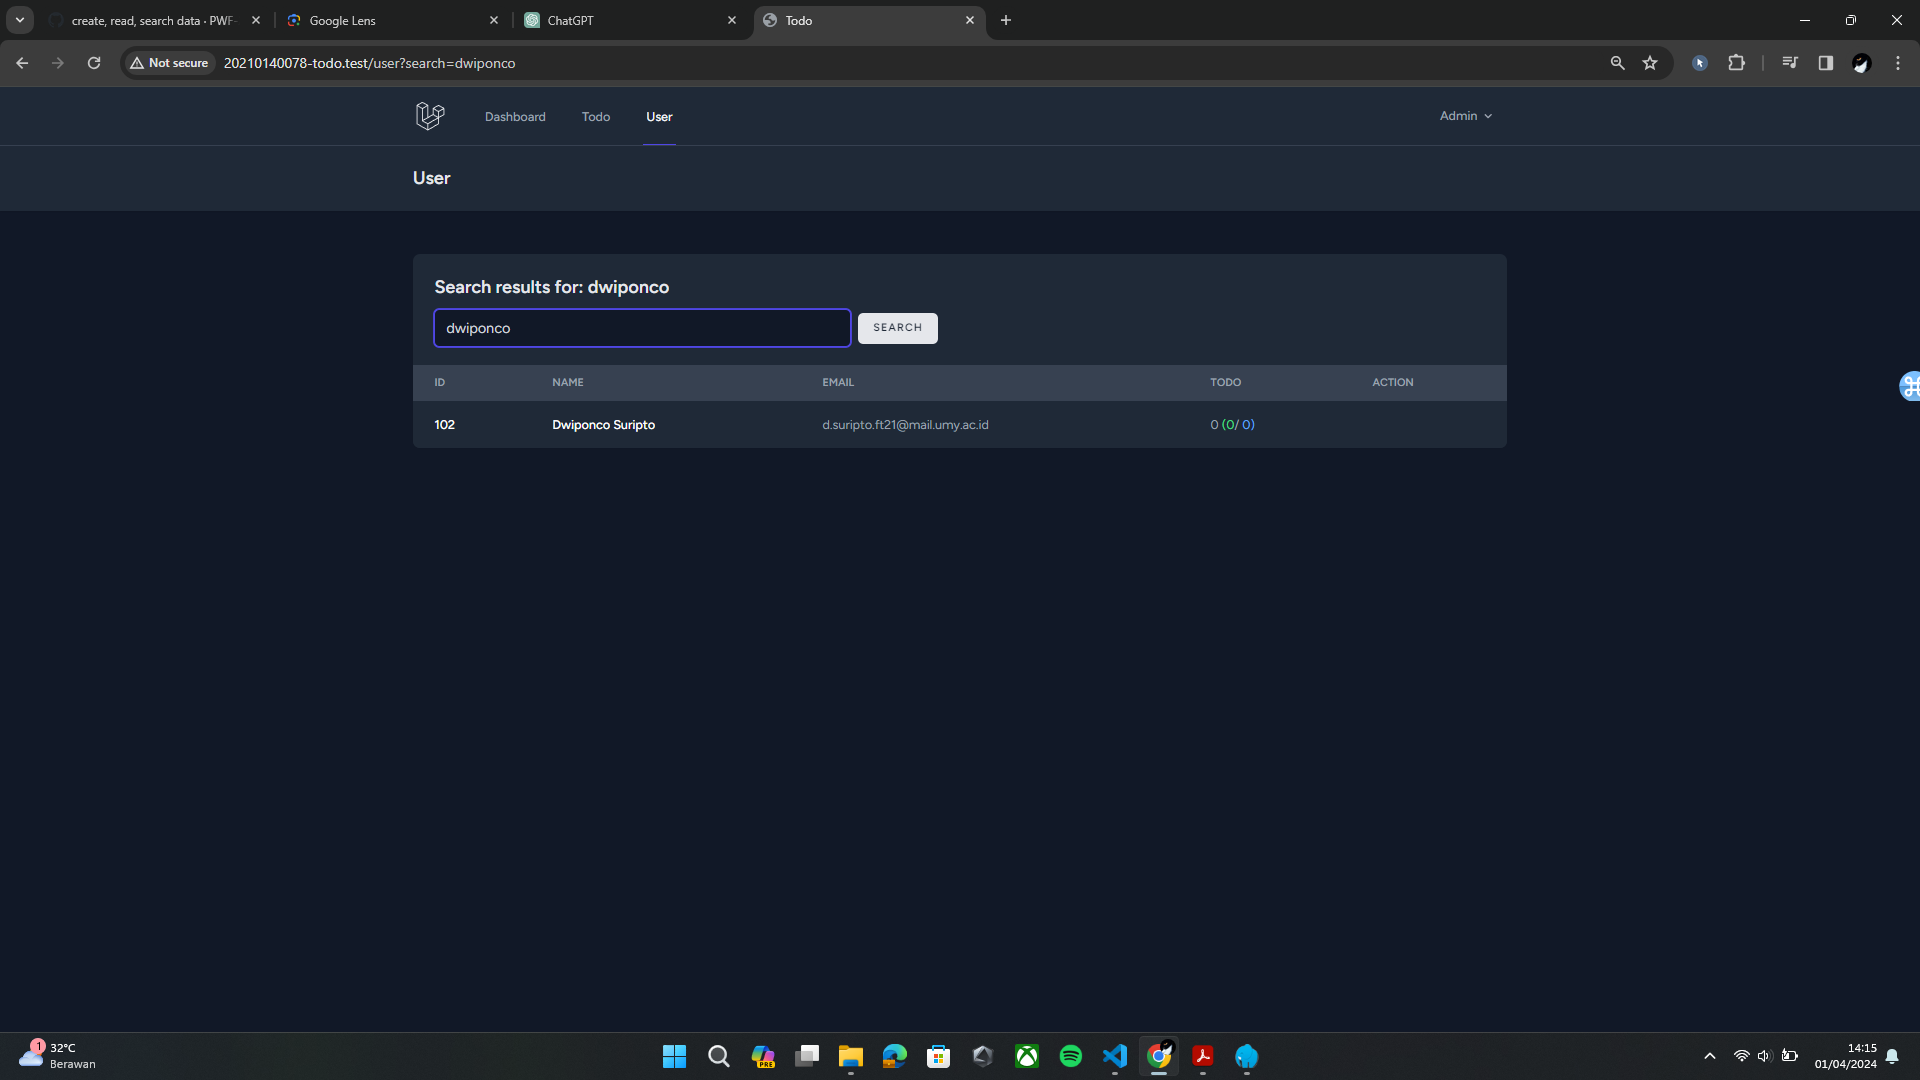 create, read, search data · PWF-
Google Lens
ChatGPT
Todo
Not secure
20210140078-todo.test/user?search=dwiponco
Dashboard
Todo
User
Admin
User
Search results for: dwiponco
dwiponco
SEARCH
ID NAME EMAIL TODO ACTION
102 Dwiponco Suripto d.suripto.ft21@mail.umy.ac.id 0 (0/ 0)
1
32°C
Berawan
PRE
14:15
01/04/2024